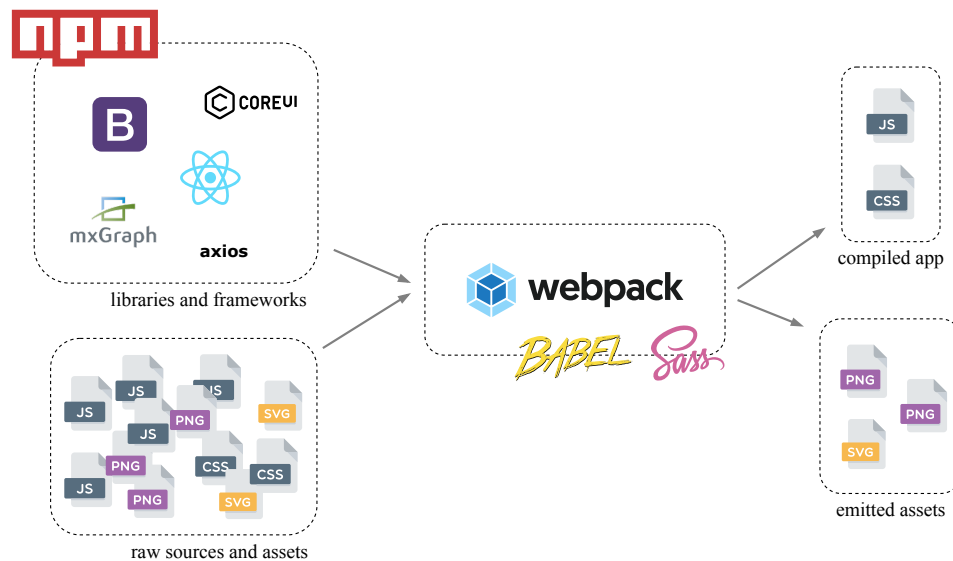 npm
B
C COREUI
mxGraph
axios
libraries and frameworks
JS
JS
JS
JS
PNG
SVG
JS
PNG
PNG
CSS
CSS
SVG
raw sources and assets
webpack
BABEL
Sass
JS
CSS
compiled app
PNG
PNG
SVG
emitted assets